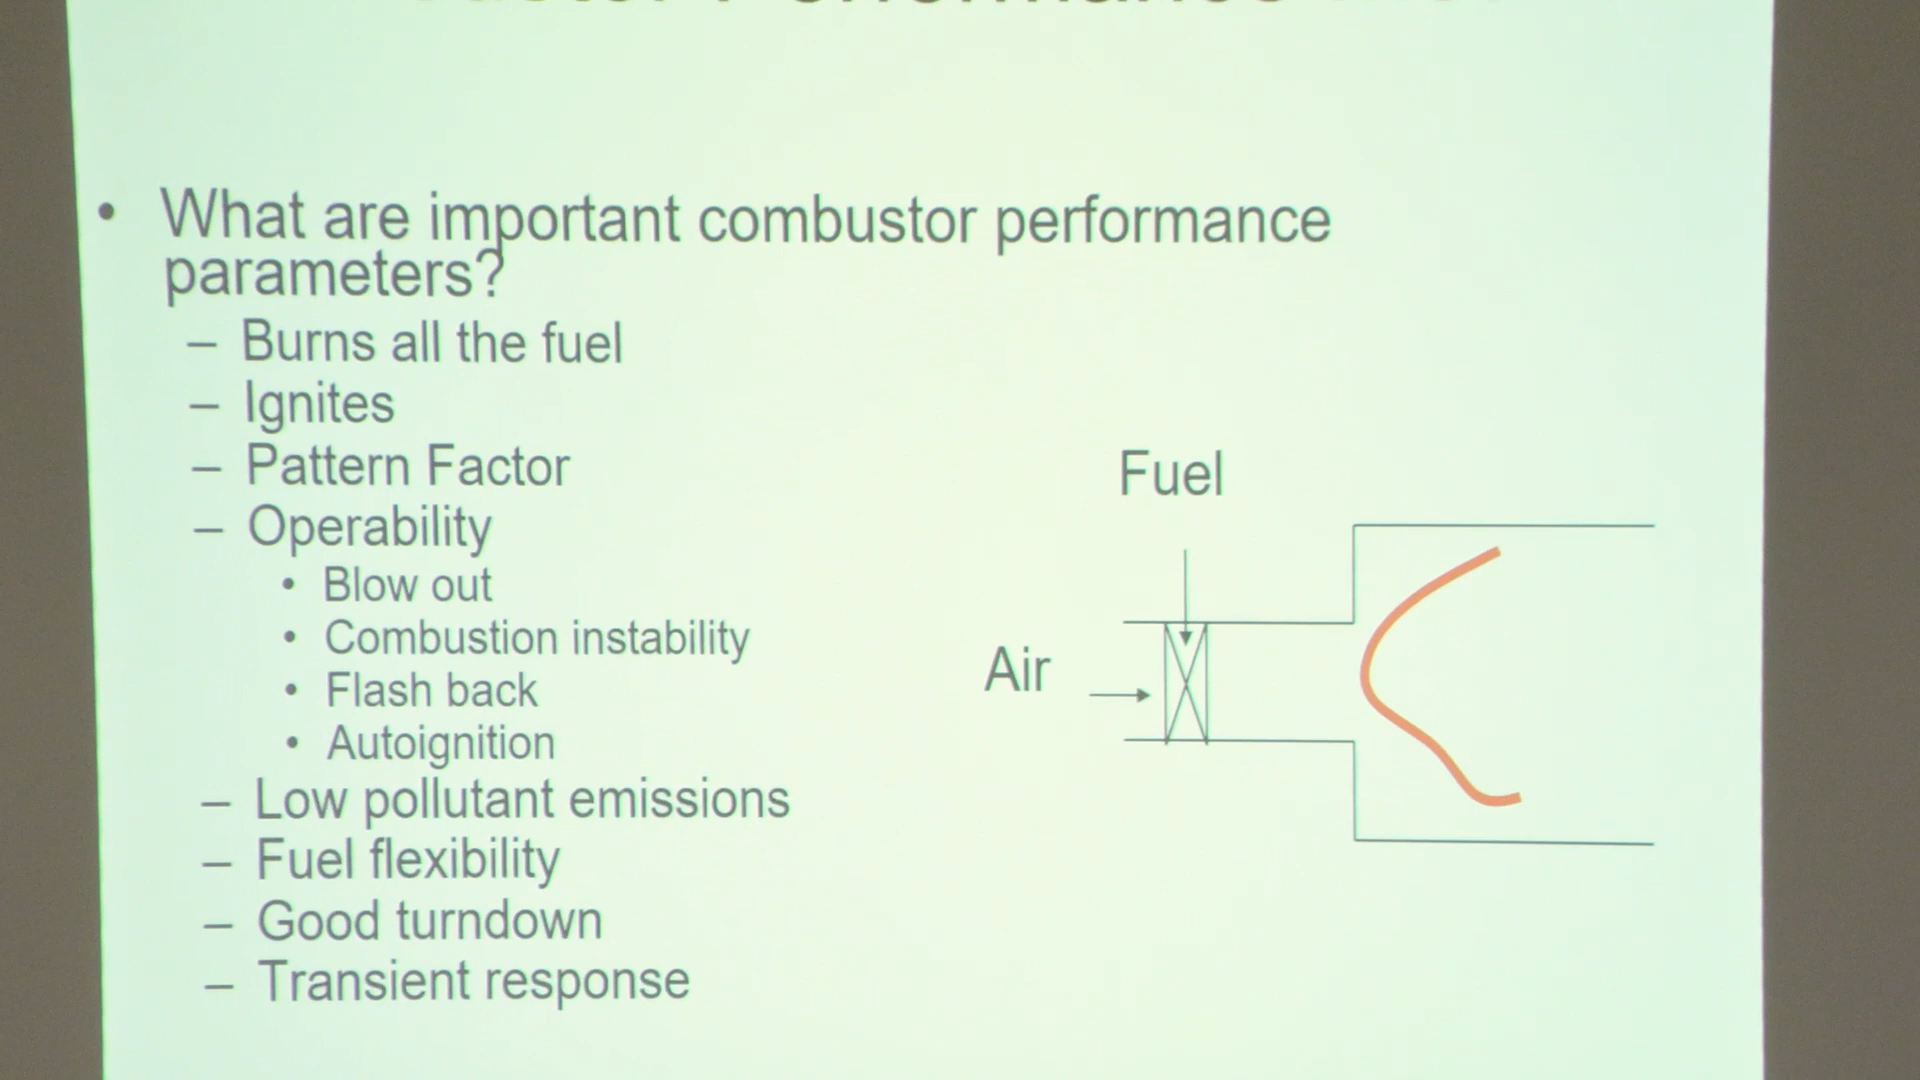 • What are important combustor performance
parameters?
– Burns all the fuel
– Ignites
– Pattern Factor
– Operability
• Blow out
• Combustion instability
• Flash back
• Autoignition
– Low pollutant emissions
– Fuel flexibility
– Good turndown
– Transient response
Fuel
Air